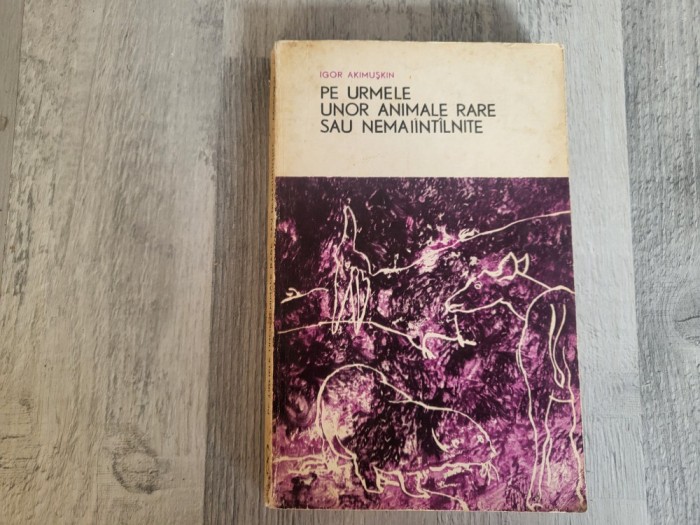 IGOR AKIMUŞKIN
PE URMELE
UNOR ANIMALE RARE
SAU NEMAIÎNTÎLNITE